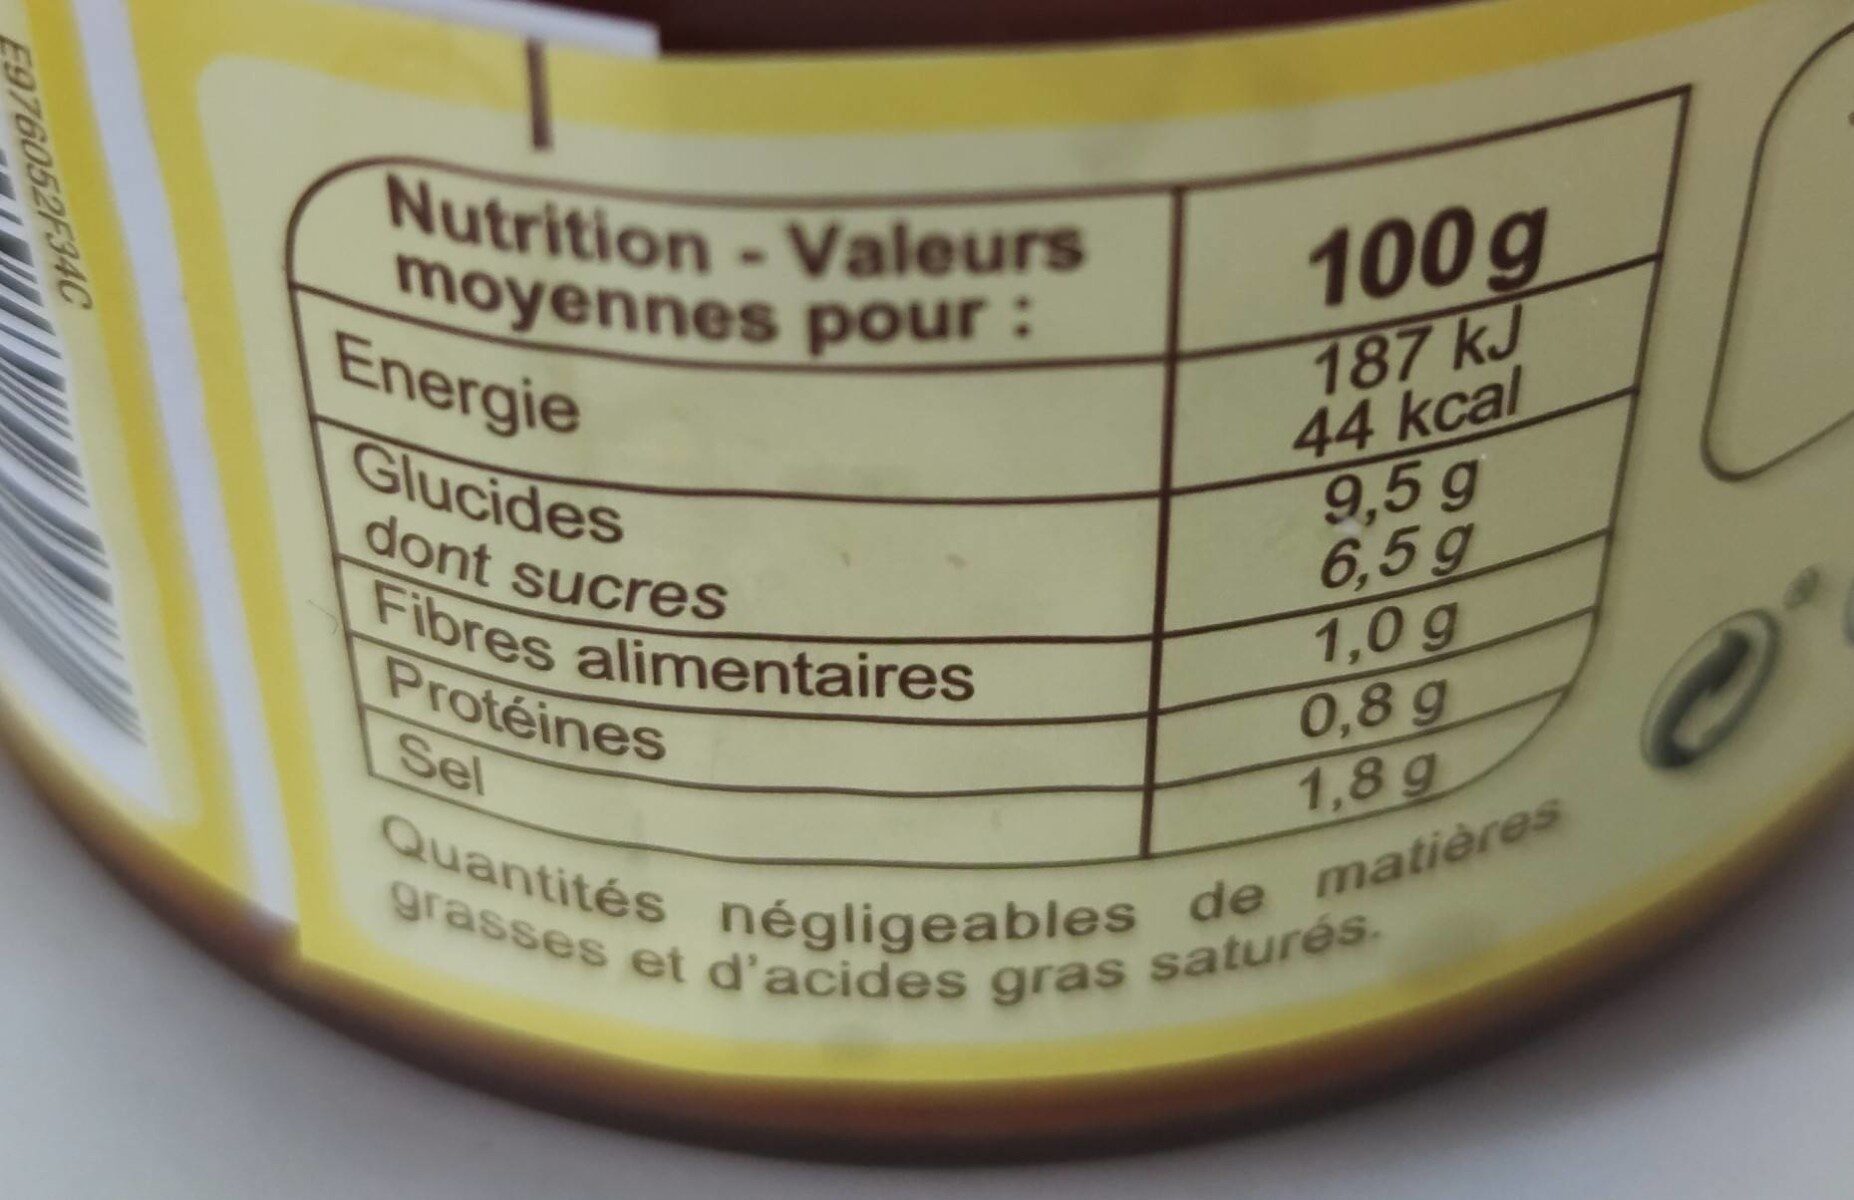 E976052F34C
Nutrition - Valeurs
moyennes pour :
100 g
Energie
187 kJ
44 kcal
Glucides
9,5 g
dont sucres
6,5 g
Fibres alimentaires
1,0 g
Protéines
0,8 g
Sel
1,8 g
Quantités négligeables de matières
grasses et d'acides gras saturés.